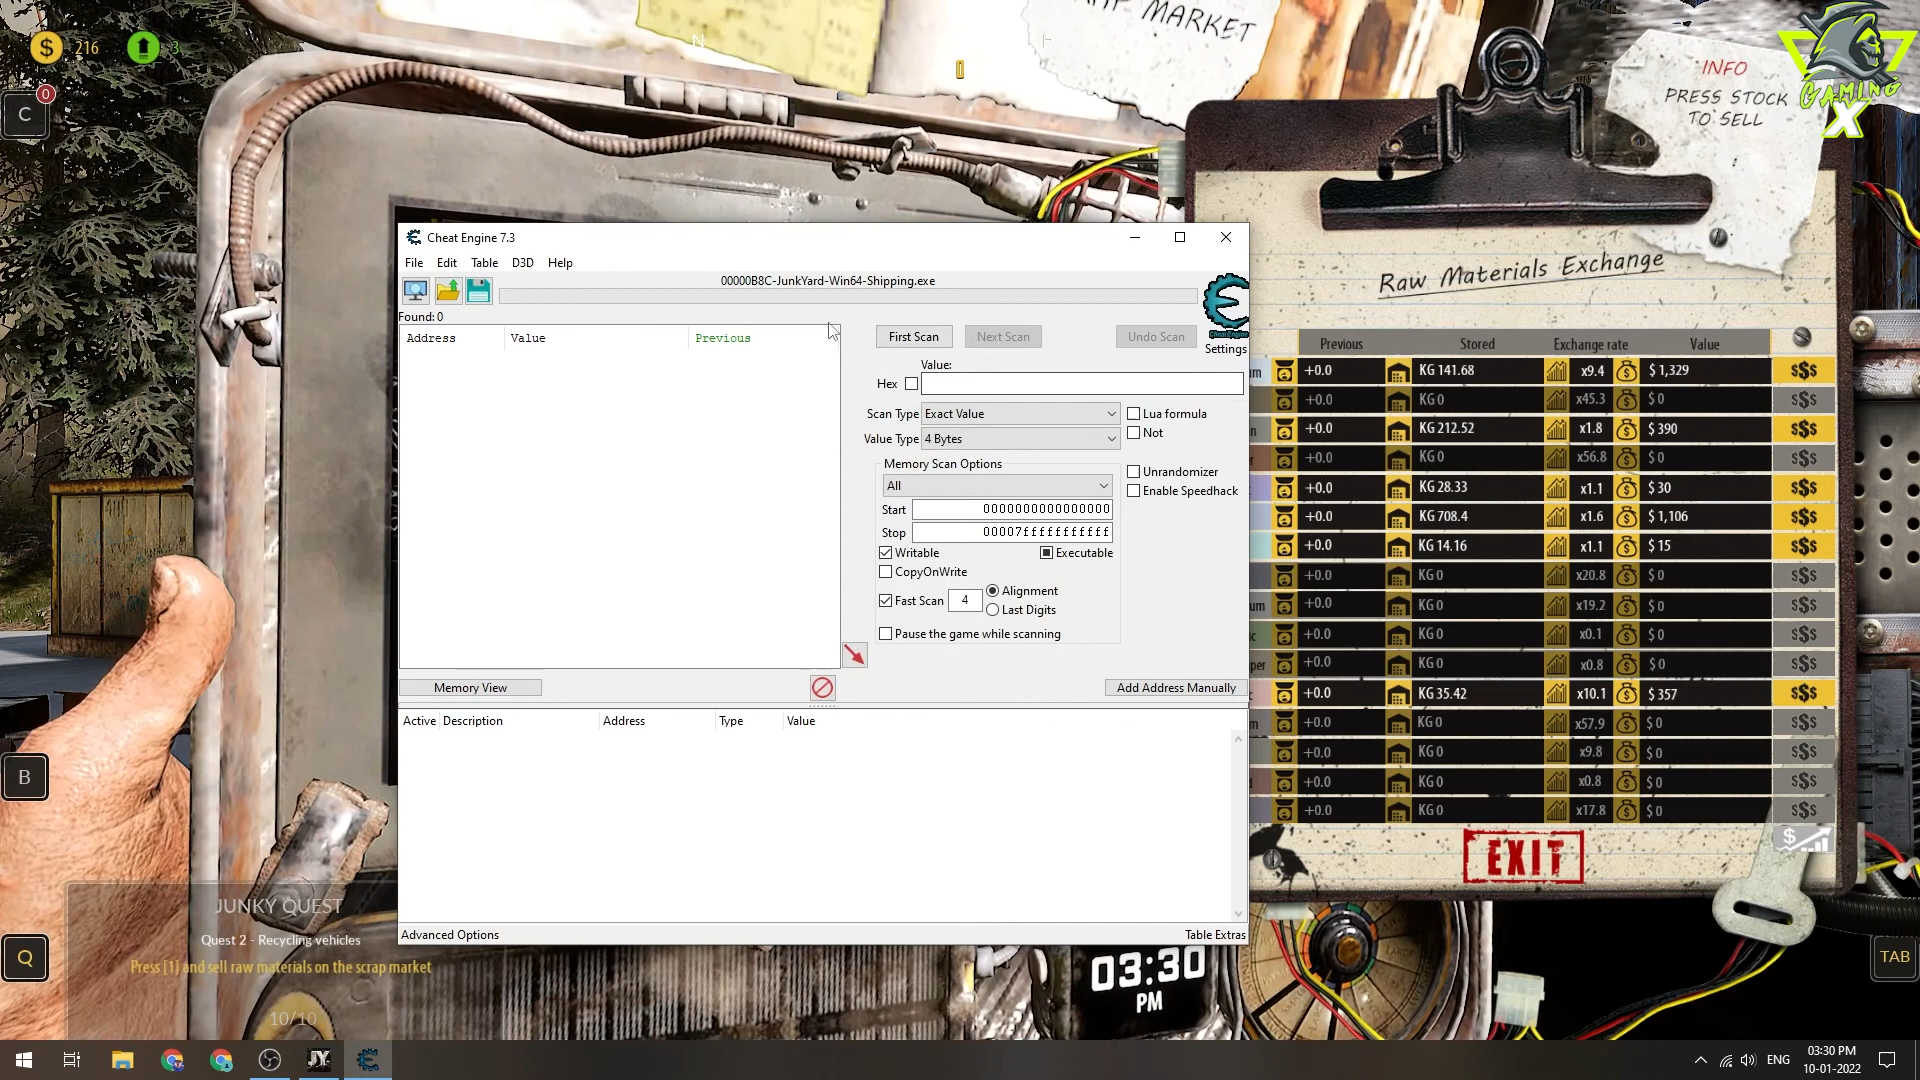 $ 216
3
C
0
N
MARKET
INFO
PRESS STOCK
TO SELL
GAMING
X
Cheat Engine 7.3
File Edit Table D3D Help
00000B8C-JunkYard-Win64-Shipping.exe
Found: 0
Address Value Previous
First Scan Next Scan Undo Scan
Settings
Value:
Hex
Scan Type Exact Value Lua formula
Value Type 4 Bytes Not
Memory Scan Options
All
Unrandomizer
Enable Speedhack
Start 0000000000000000
Stop 00007fffffffffff
Writable Executable
CopyOnWrite
Fast Scan 4 Alignment
Last Digits
Pause the game while scanning
Memory View Add Address Manually
Active Description Address Type Value
Advanced Options Table Extras
Raw Materials Exchange
Previous Stored Exchange rate Value
um +0.0 KG 141.68 x9.4 $ 1,329 $$$
+0.0 KG 0 x45.3 $ 0 $$$
n +0.0 KG 212.52 x1.8 $ 390 $$$
r +0.0 KG 0 x56.8 $ 0 $$$
+0.0 KG 28.33 x1.1 $ 30 $$$
+0.0 KG 708.4 x1.6 $ 1,106 $$$
+0.0 KG 14.16 x1.1 $ 15 $$$
+0.0 KG 0 x20.8 $ 0 $$$
um +0.0 KG 0 x19.2 $ 0 $$$
ic +0.0 KG 0 x0.1 $ 0 $$$
per +0.0 KG 0 x0.8 $ 0 $$$
c +0.0 KG 35.42 x10.1 $ 357 $$$
m +0.0 KG 0 x57.9 $ 0 $$$
+0.0 KG 0 x9.8 $ 0 $$$
d +0.0 KG 0 x0.8 $ 0 $$$
+0.0 KG 0 x17.8 $ 0 $$$
$
EXIT
B
Q
TAB
JUNKY QUEST
Quest 2 - Recycling vehicles
Press [1] and sell raw materials on the scrap market
10/10
03:30
PM
JY
ENG
03:30 PM
10-01-2022